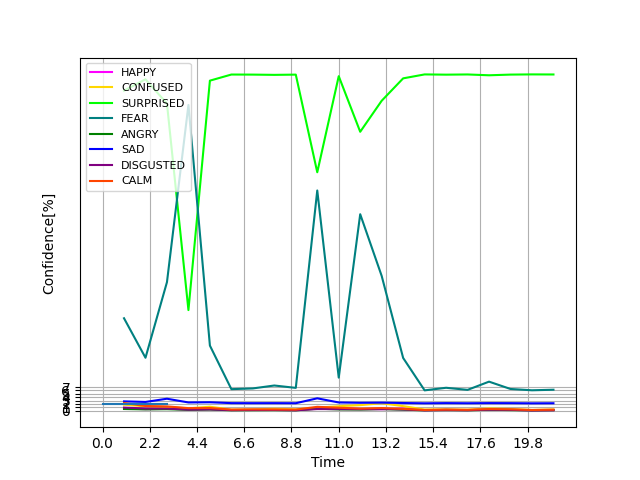 HAPPY
CONFUSED
SURPRISED
FEAR
ANGRY
SAD
DISGUSTED
CALM
Confidence[%]
0.0 2.2 4.4 6.6 8.8 11.0 13.2 15.4 17.6 19.8
Time